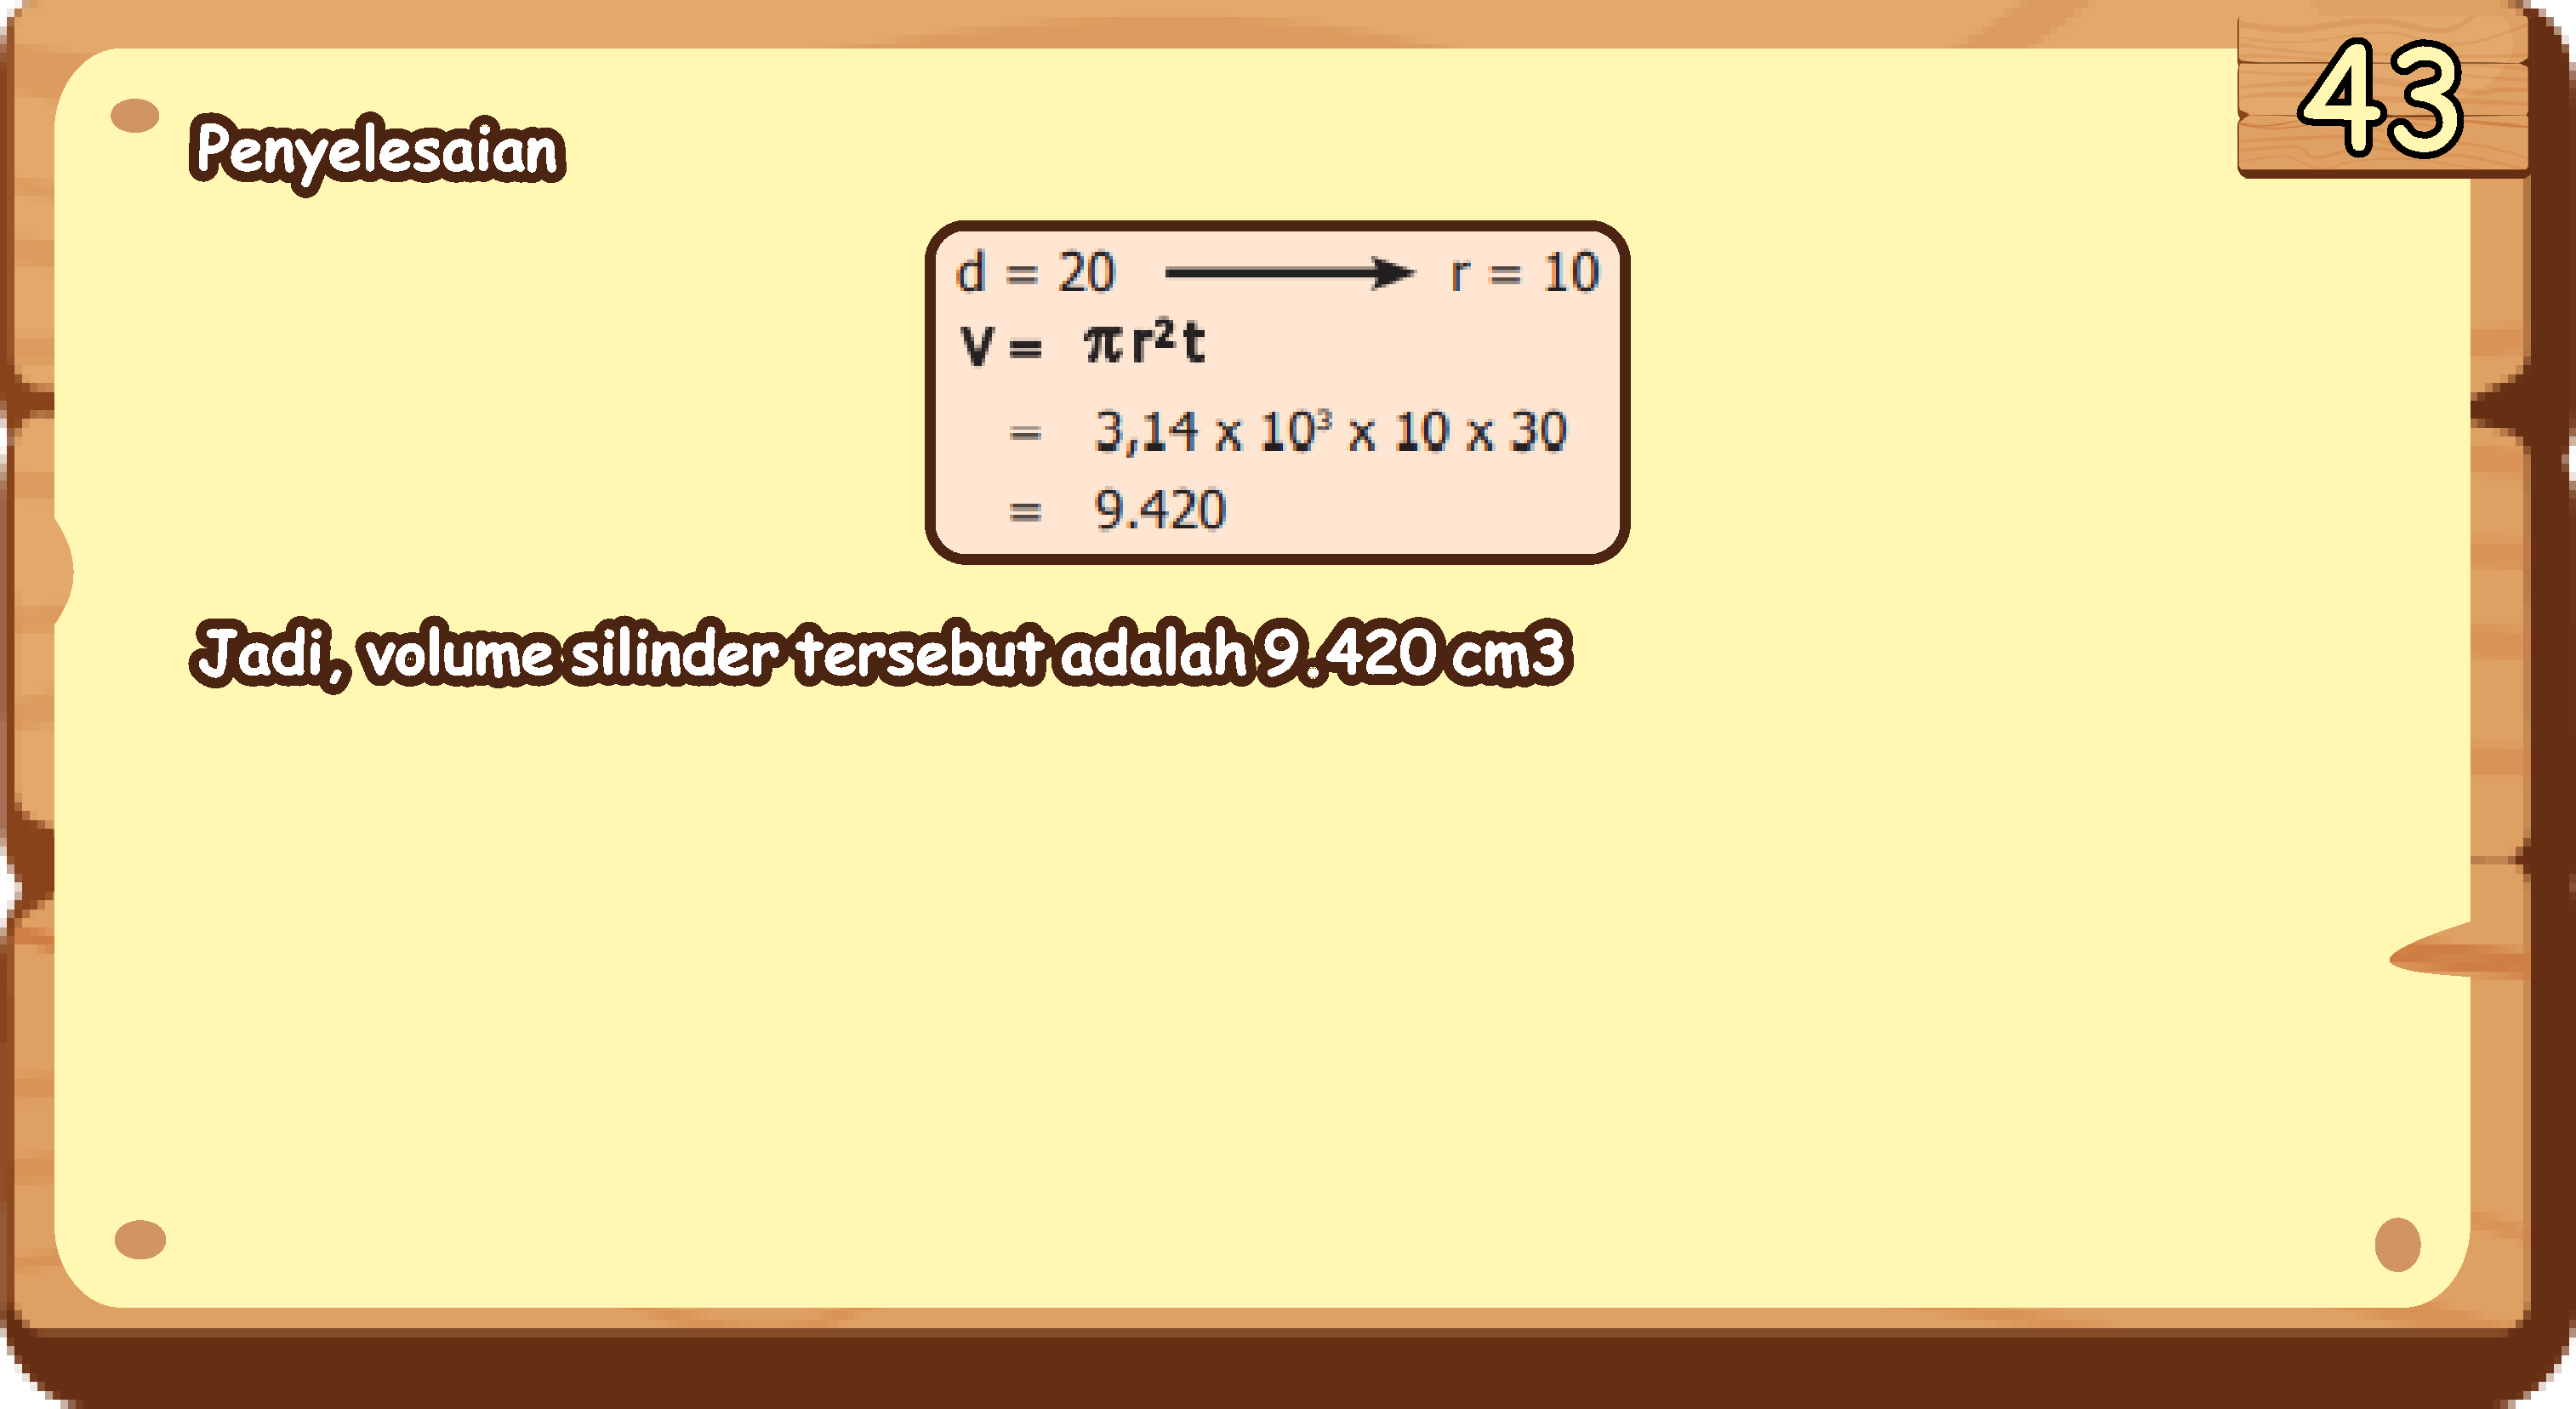 43
Penyelesaian
d = 20 ⟶ r = 10
V = πr²t
= 3,14 x 10³ x 10 x 30
= 9.420
Jadi, volume silinder tersebut adalah 9.420 cm3